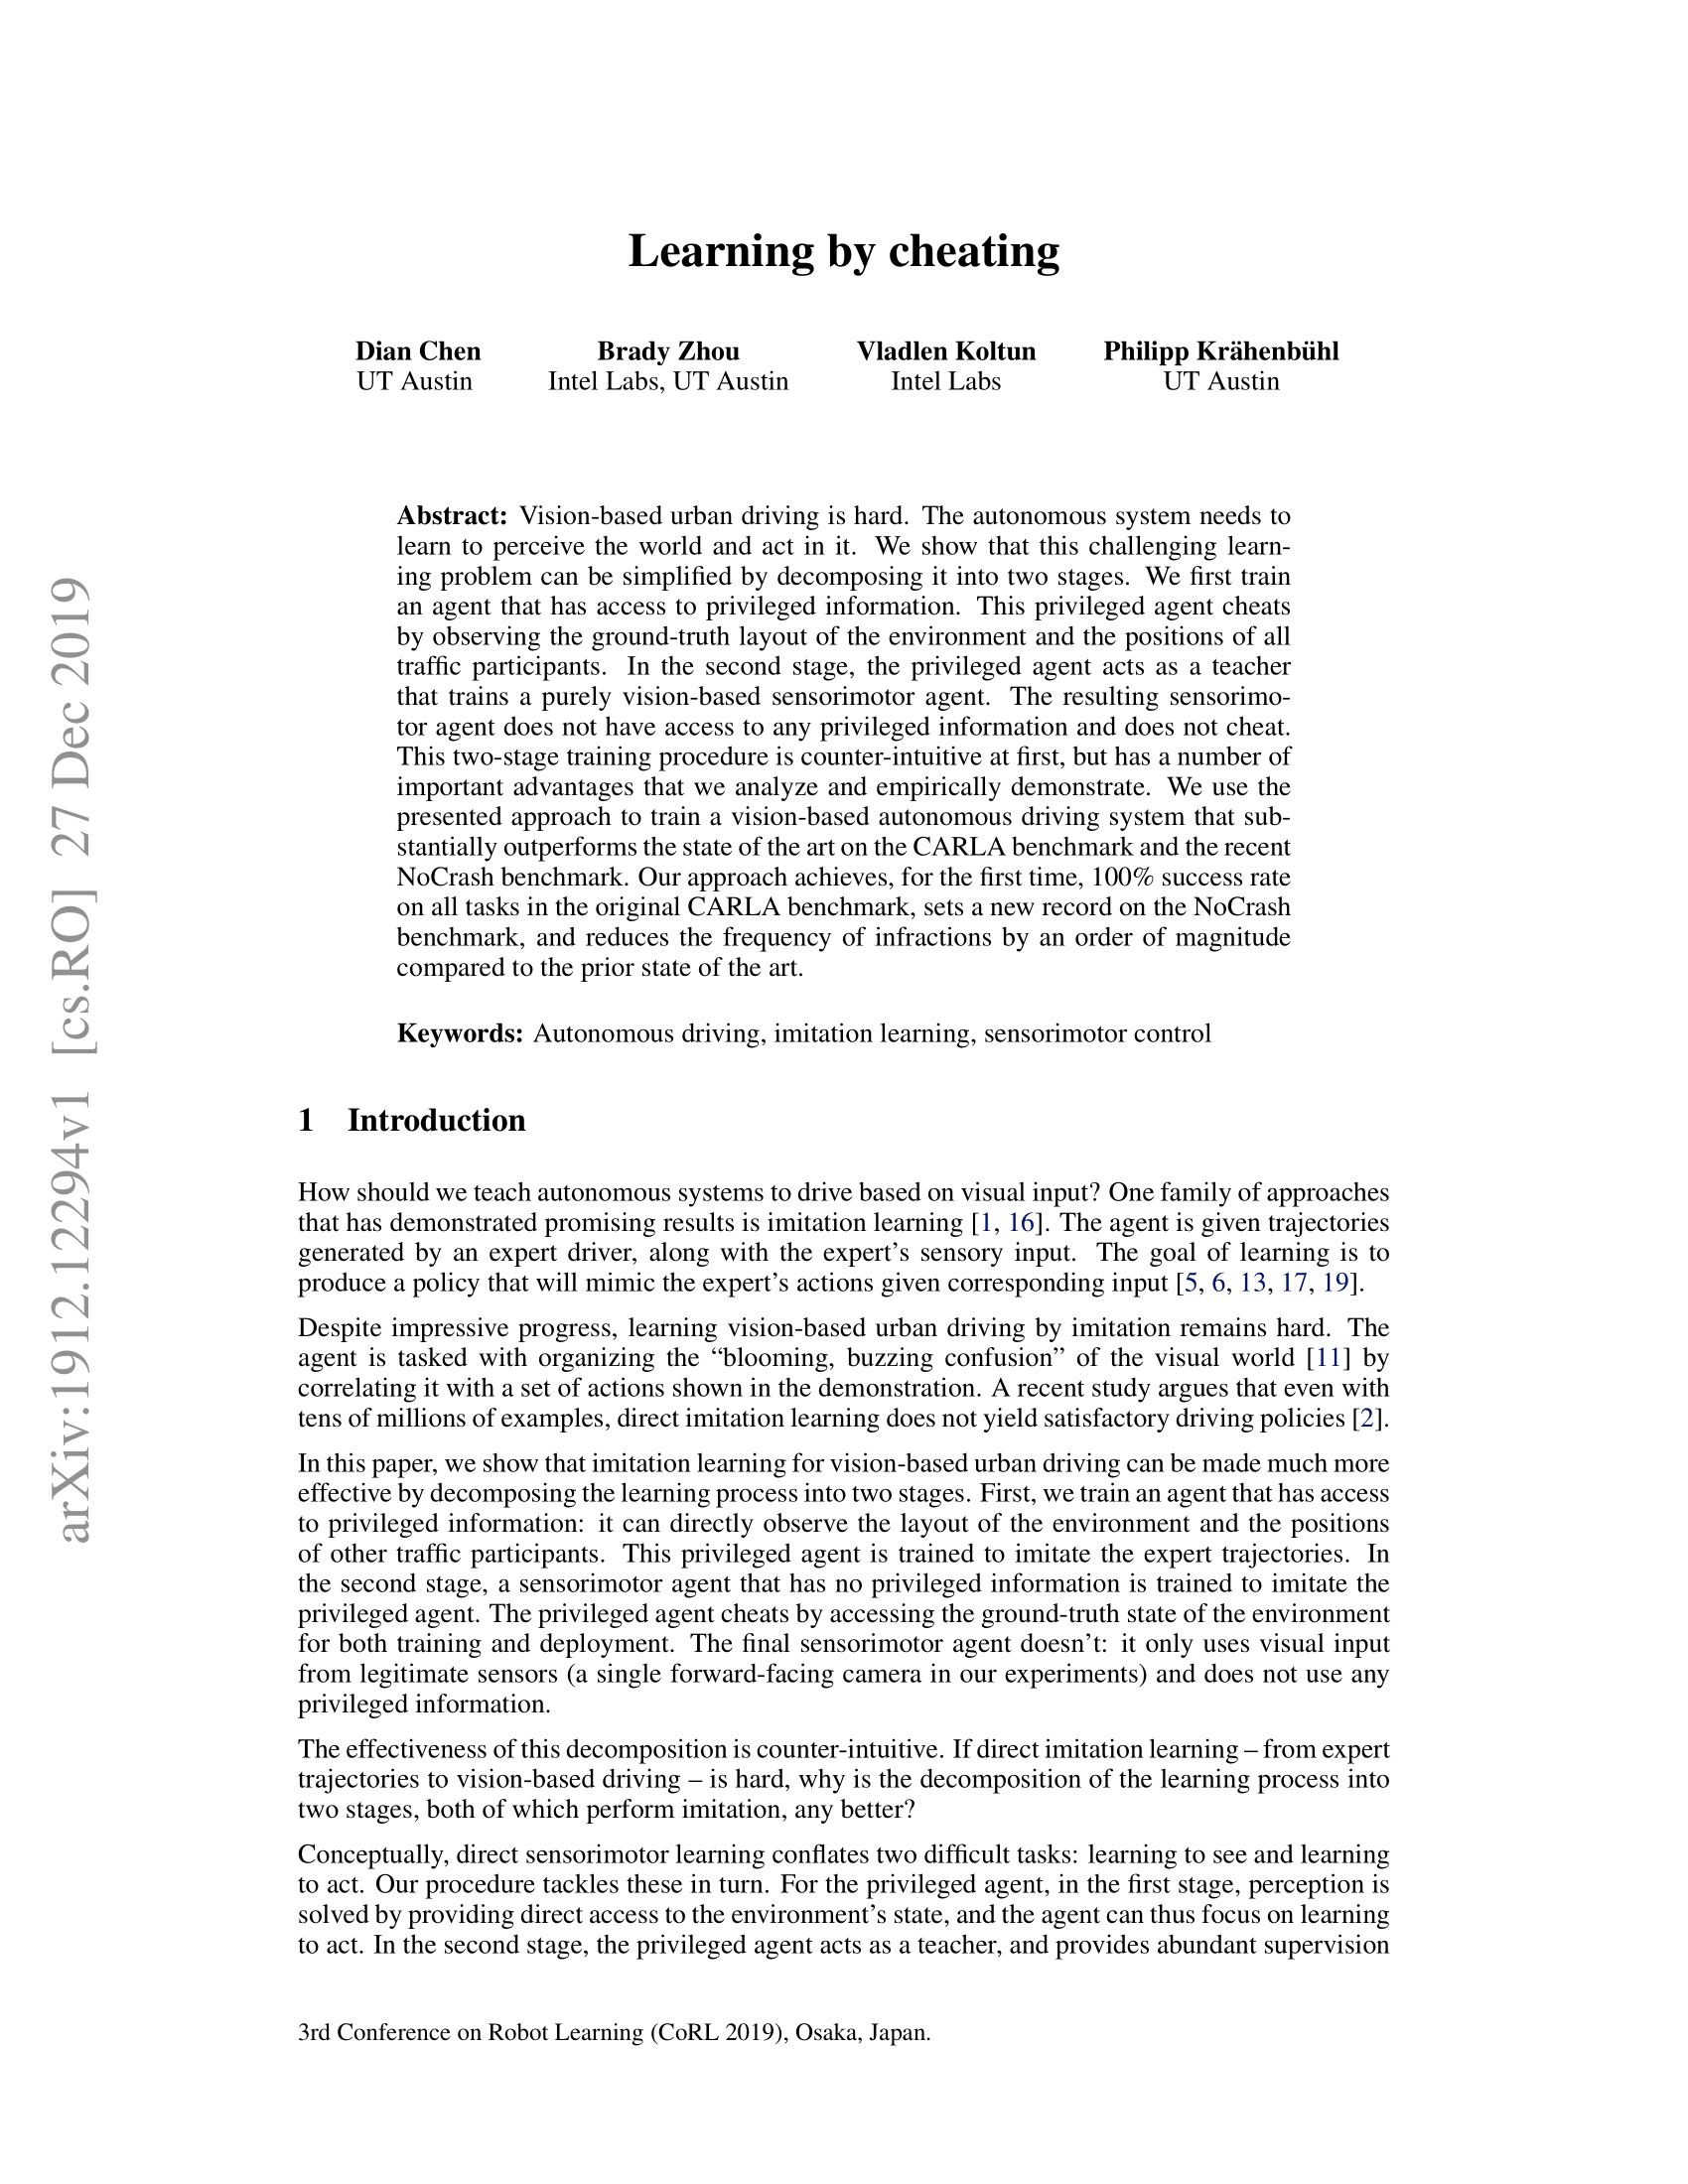 arXiv:1912.12294v1 [cs.RO] 27 Dec 2019
Learning by cheating
Dian Chen Brady Zhou Vladlen Koltun Philipp Krähenbühl
UT Austin Intel Labs, UT Austin Intel Labs UT Austin
Abstract: Vision-based urban driving is hard. The autonomous system needs to
learn to perceive the world and act in it. We show that this challenging learn-
ing problem can be simplified by decomposing it into two stages. We first train
an agent that has access to privileged information. This privileged agent cheats
by observing the ground-truth layout of the environment and the positions of all
traffic participants. In the second stage, the privileged agent acts as a teacher
that trains a purely vision-based sensorimotor agent. The resulting sensorimo-
tor agent does not have access to any privileged information and does not cheat.
This two-stage training procedure is counter-intuitive at first, but has a number of
important advantages that we analyze and empirically demonstrate. We use the
presented approach to train a vision-based autonomous driving system that sub-
stantially outperforms the state of the art on the CARLA benchmark and the recent
NoCrash benchmark. Our approach achieves, for the first time, 100% success rate
on all tasks in the original CARLA benchmark, sets a new record on the NoCrash
benchmark, and reduces the frequency of infractions by an order of magnitude
compared to the prior state of the art.
Keywords: Autonomous driving, imitation learning, sensorimotor control
1 Introduction
How should we teach autonomous systems to drive based on visual input? One family of approaches
that has demonstrated promising results is imitation learning [1, 16]. The agent is given trajectories
generated by an expert driver, along with the expert's sensory input. The goal of learning is to
produce a policy that will mimic the expert's actions given corresponding input [5, 6, 13, 17, 19].
Despite impressive progress, learning vision-based urban driving by imitation remains hard. The
agent is tasked with organizing the “blooming, buzzing confusion” of the visual world [11] by
correlating it with a set of actions shown in the demonstration. A recent study argues that even with
tens of millions of examples, direct imitation learning does not yield satisfactory driving policies [2].
In this paper, we show that imitation learning for vision-based urban driving can be made much more
effective by decomposing the learning process into two stages. First, we train an agent that has access
to privileged information: it can directly observe the layout of the environment and the positions
of other traffic participants. This privileged agent is trained to imitate the expert trajectories. In
the second stage, a sensorimotor agent that has no privileged information is trained to imitate the
privileged agent. The privileged agent cheats by accessing the ground-truth state of the environment
for both training and deployment. The final sensorimotor agent doesn't: it only uses visual input
from legitimate sensors (a single forward-facing camera in our experiments) and does not use any
privileged information.
The effectiveness of this decomposition is counter-intuitive. If direct imitation learning – from expert
trajectories to vision-based driving – is hard, why is the decomposition of the learning process into
two stages, both of which perform imitation, any better?
Conceptually, direct sensorimotor learning conflates two difficult tasks: learning to see and learning
to act. Our procedure tackles these in turn. For the privileged agent, in the first stage, perception is
solved by providing direct access to the environment's state, and the agent can thus focus on learning
to act. In the second stage, the privileged agent acts as a teacher, and provides abundant supervision
3rd Conference on Robot Learning (CoRL 2019), Osaka, Japan.